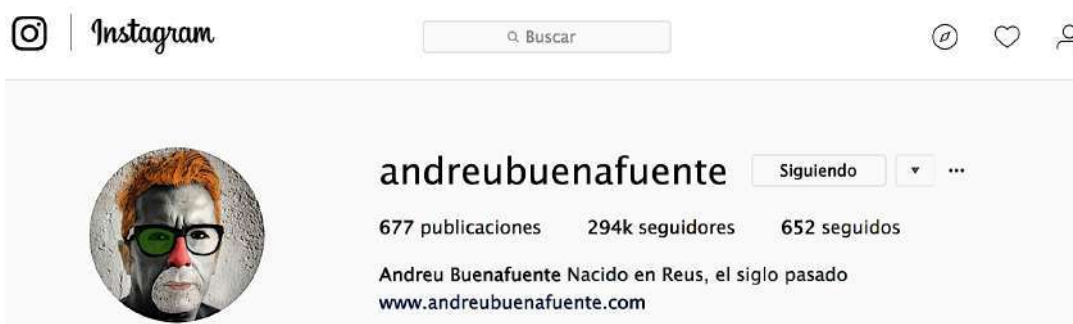 Instagram
Buscar
andreubuenafuente Siguiendo
677 publicaciones 294k seguidores 652 seguidos
Andreu Buenafuente Nacido en Reus, el siglo pasado
www.andreubuenafuente.com